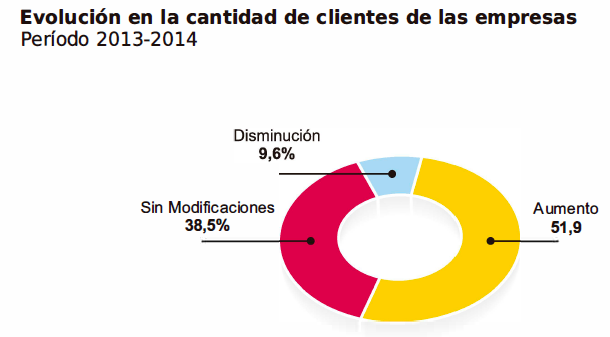 Evolución en la cantidad de clientes de las empresas
Período 2013-2014
Disminución
9,6%
Sin Modificaciones
38,5%
Aumento
51,9